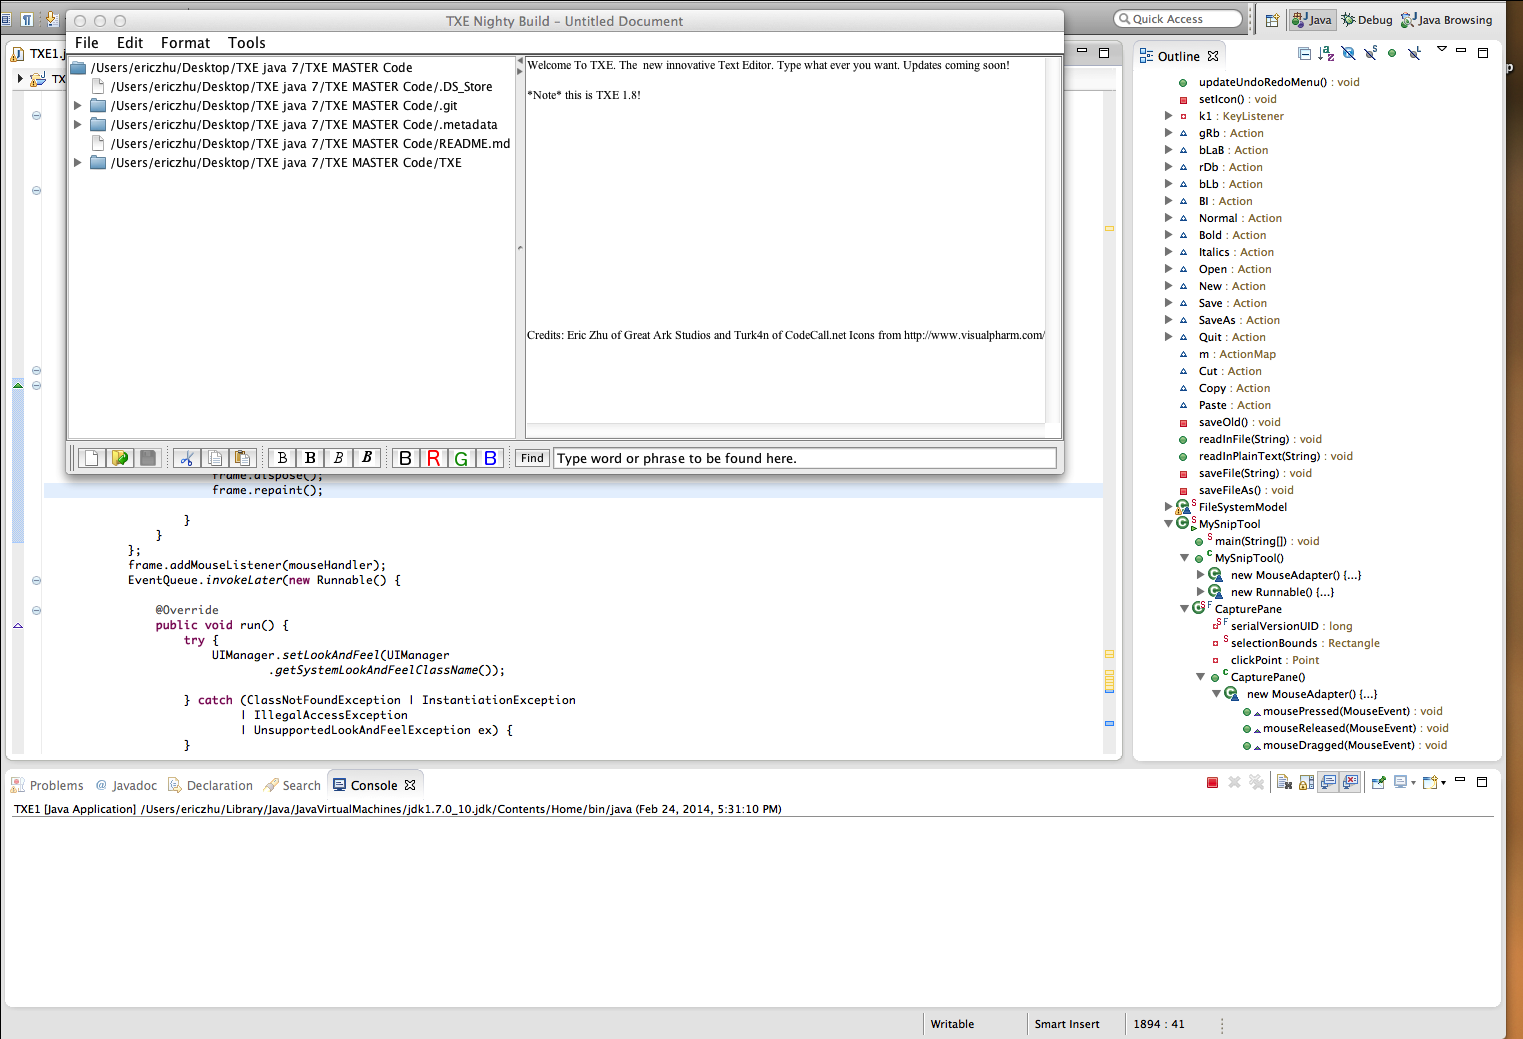 TXE Nighty Build – Untitled Document
File Edit Format Tools
/Users/ericzhu/Desktop/TXE java 7/TXE MASTER Code
/Users/ericzhu/Desktop/TXE java 7/TXE MASTER Code/.DS_Store
/Users/ericzhu/Desktop/TXE java 7/TXE MASTER Code/.git
/Users/ericzhu/Desktop/TXE java 7/TXE MASTER Code/.metadata
/Users/ericzhu/Desktop/TXE java 7/TXE MASTER Code/README.md
/Users/ericzhu/Desktop/TXE java 7/TXE MASTER Code/TXE
Welcome To TXE. The new innovative Text Editor. Type what ever you want. Updates coming soon!
*Note* this is TXE 1.8!
Credits: Eric Zhu of Great Ark Studios and Turk4n of CodeCall.net Icons from http://www.visualpharm.com/
B B B B B R G B Find Type word or phrase to be found here.
Quick Access Java Debug Java Browsing
TXE1.j
TX
frame.dispose();
frame.repaint();
}
}
};
frame.addMouseListener(mouseHandler);
EventQueue.invokeLater(new Runnable() {
@Override
public void run() {
try {
UIManager.setLookAndFeel(UIManager
.getSystemLookAndFeelClassName());
} catch (ClassNotFoundException | InstantiationException
| IllegalAccessException
| UnsupportedLookAndFeelException ex) {
}
Outline
updateUndoRedoMenu() : void
setIcon() : void
k1 : KeyListener
gRb : Action
bLaB : Action
rDb : Action
bLb : Action
BI : Action
Normal : Action
Bold : Action
Italics : Action
Open : Action
New : Action
Save : Action
SaveAs : Action
Quit : Action
m : ActionMap
Cut : Action
Copy : Action
Paste : Action
saveOld() : void
readInFile(String) : void
readInPlainText(String) : void
saveFile(String) : void
saveFileAs() : void
FileSystemModel
MySnipTool
main(String[]) : void
MySnipTool()
new MouseAdapter() {...}
new Runnable() {...}
CapturePane
serialVersionUID : long
selectionBounds : Rectangle
clickPoint : Point
CapturePane()
new MouseAdapter() {...}
mousePressed(MouseEvent) : void
mouseReleased(MouseEvent) : void
mouseDragged(MouseEvent) : void
Problems @ Javadoc Declaration Search Console
TXE1 [Java Application] /Users/ericzhu/Library/Java/JavaVirtualMachines/jdk1.7.0_10.jdk/Contents/Home/bin/java (Feb 24, 2014, 5:31:10 PM)
Writable Smart Insert 1894 : 41